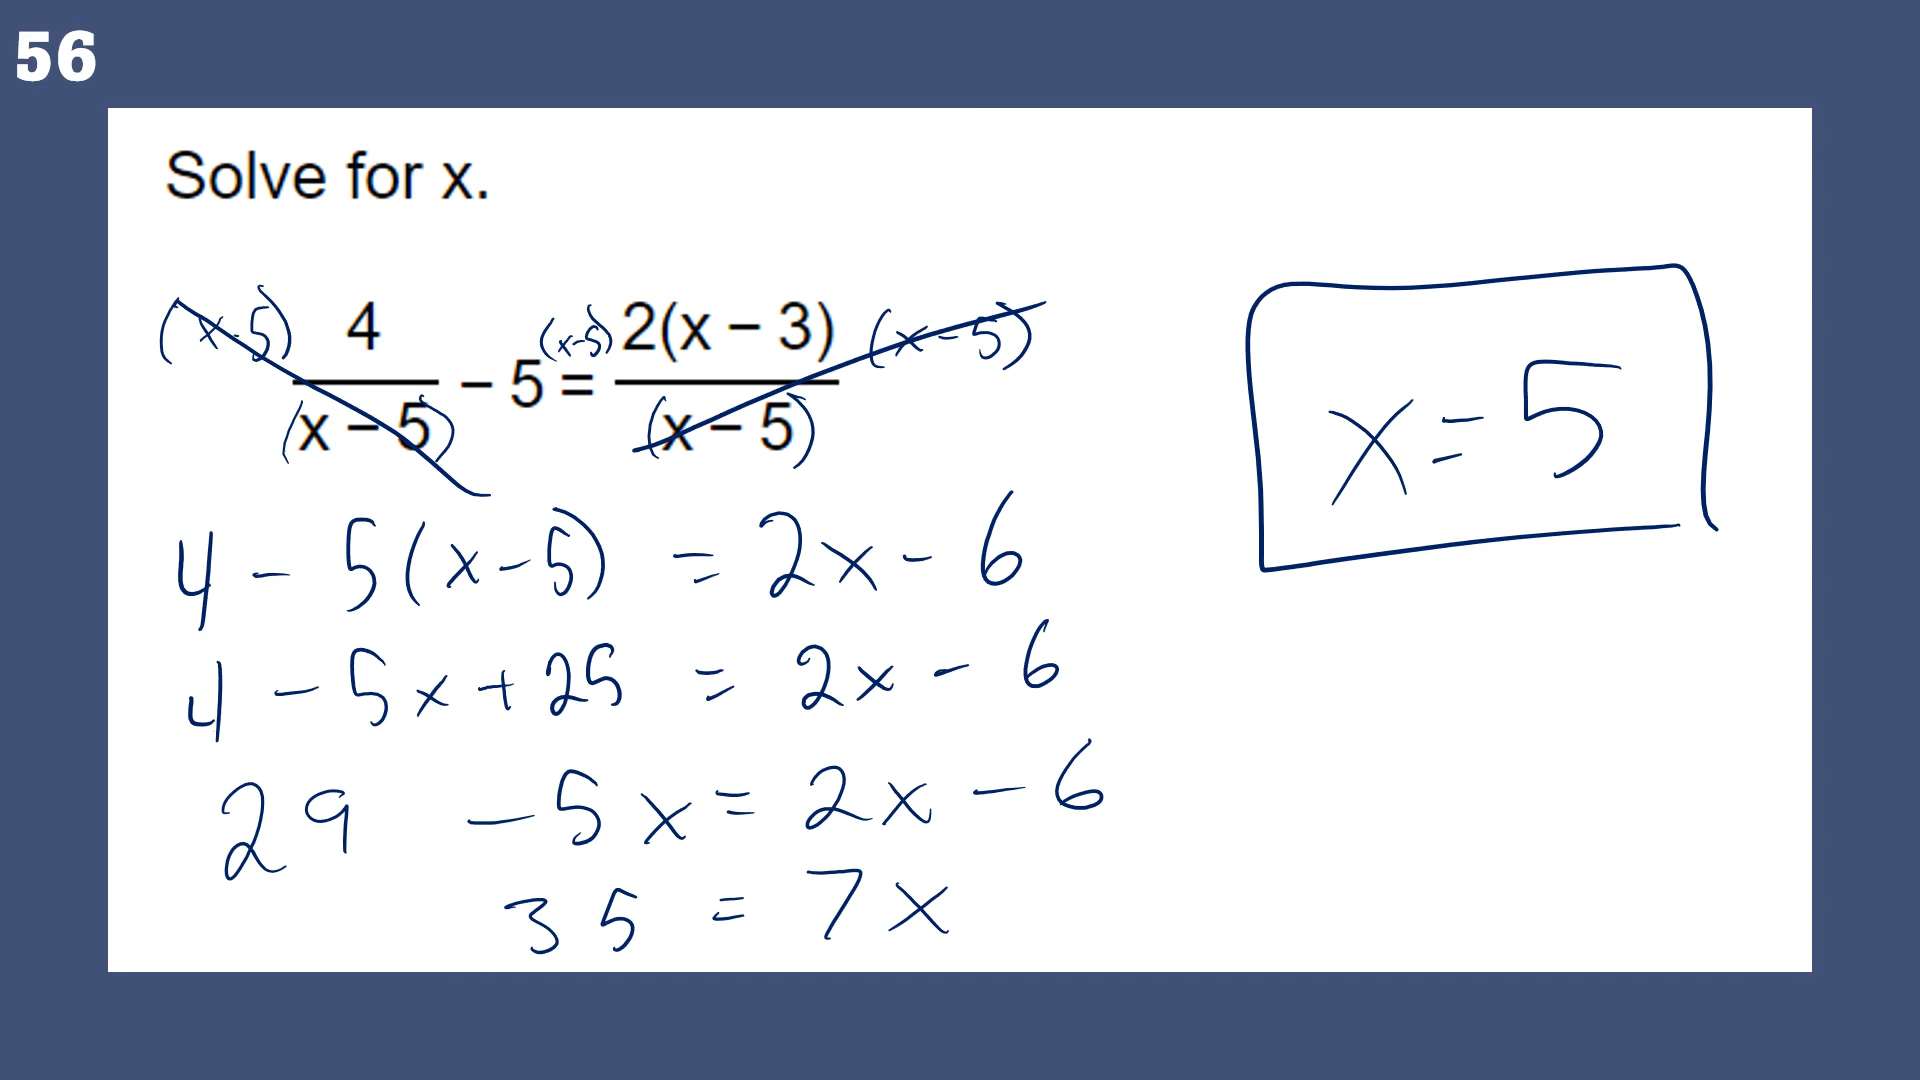 56
Solve for x.
(x-5) 4/(x – 5) – 5 (x-5) = 2(x – 3)/(x – 5) (x-5)
4 - 5(x-5) = 2x - 6
4 - 5x + 25 = 2x - 6
29 - 5x = 2x - 6
35 = 7x
x = 5